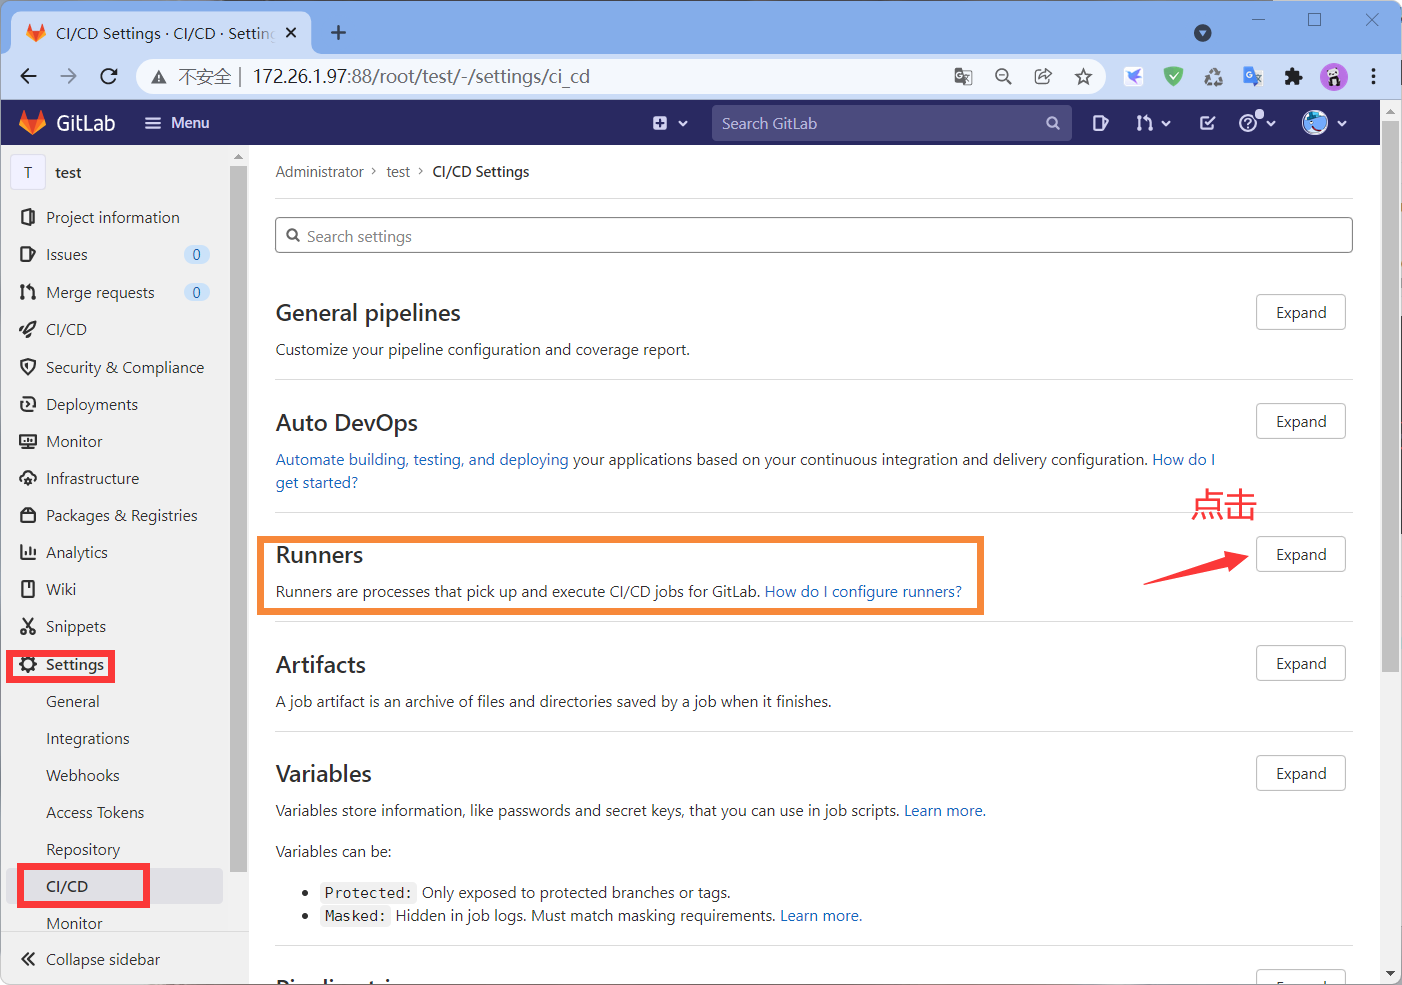 CI/CD Settings · CI/CD · Setting
不安全 | 172.26.1.97:88/root/test/-/settings/ci_cd
GitLab
Menu
Search GitLab
T
test
Project information
Issues
0
Merge requests
0
CI/CD
Security & Compliance
Deployments
Monitor
Infrastructure
Packages & Registries
Analytics
Wiki
Snippets
Settings
General
Integrations
Webhooks
Access Tokens
Repository
CI/CD
Monitor
Collapse sidebar
Administrator › test › CI/CD Settings
Search settings
General pipelines
Expand
Customize your pipeline configuration and coverage report.
Auto DevOps
Expand
Automate building, testing, and deploying your applications based on your continuous integration and delivery configuration. How do I
get started?
点击
Runners
Expand
Runners are processes that pick up and execute CI/CD jobs for GitLab. How do I configure runners?
Artifacts
Expand
A job artifact is an archive of files and directories saved by a job when it finishes.
Variables
Expand
Variables store information, like passwords and secret keys, that you can use in job scripts. Learn more.
Variables can be:
• Protected: Only exposed to protected branches or tags.
• Masked: Hidden in job logs. Must match masking requirements. Learn more.